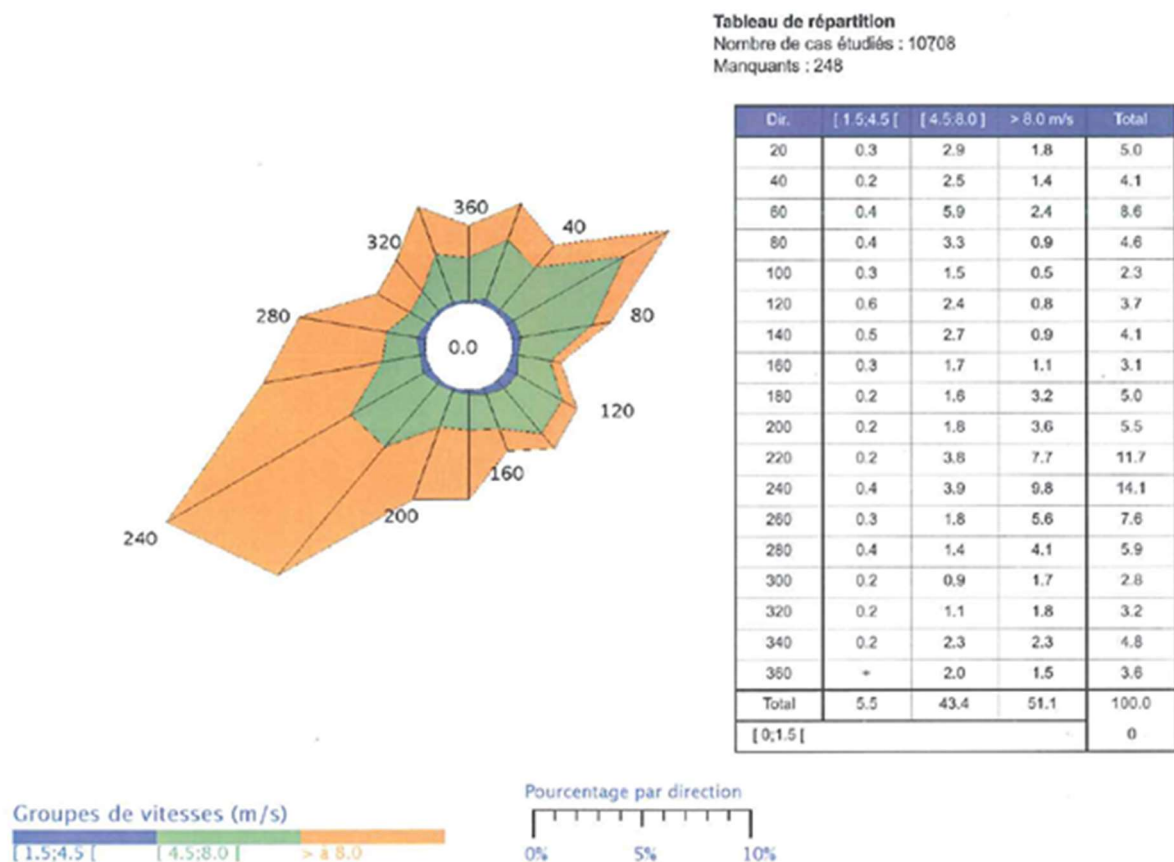 Tableau de répartition
Nombre de cas étudiés : 10708
Manquants : 248
Dir. [ 1.5;4.5 [ [ 4.5;8.0 ] > 8.0 m/s Total
20 0.3 2.9 1.8 5.0
40 0.2 2.5 1.4 4.1
60 0.4 5.9 2.4 8.6
80 0.4 3.3 0.9 4.6
100 0.3 1.5 0.5 2.3
120 0.6 2.4 0.8 3.7
140 0.5 2.7 0.9 4.1
160 0.3 1.7 1.1 3.1
180 0.2 1.6 3.2 5.0
200 0.2 1.8 3.6 5.5
220 0.2 3.8 7.7 11.7
240 0.4 3.9 9.8 14.1
260 0.3 1.8 5.6 7.6
280 0.4 1.4 4.1 5.9
300 0.2 0.9 1.7 2.8
320 0.2 1.1 1.8 3.2
340 0.2 2.3 2.3 4.8
360 + 2.0 1.5 3.6
Total 5.5 43.4 51.1 100.0
[ 0;1.5 [ 0
360
40
320
280
80
0.0
120
160
200
240
Groupes de vitesses (m/s)
[ 1.5;4.5 [ [ 4.5;8.0 ] > à 8.0
Pourcentage par direction
0% 5% 10%